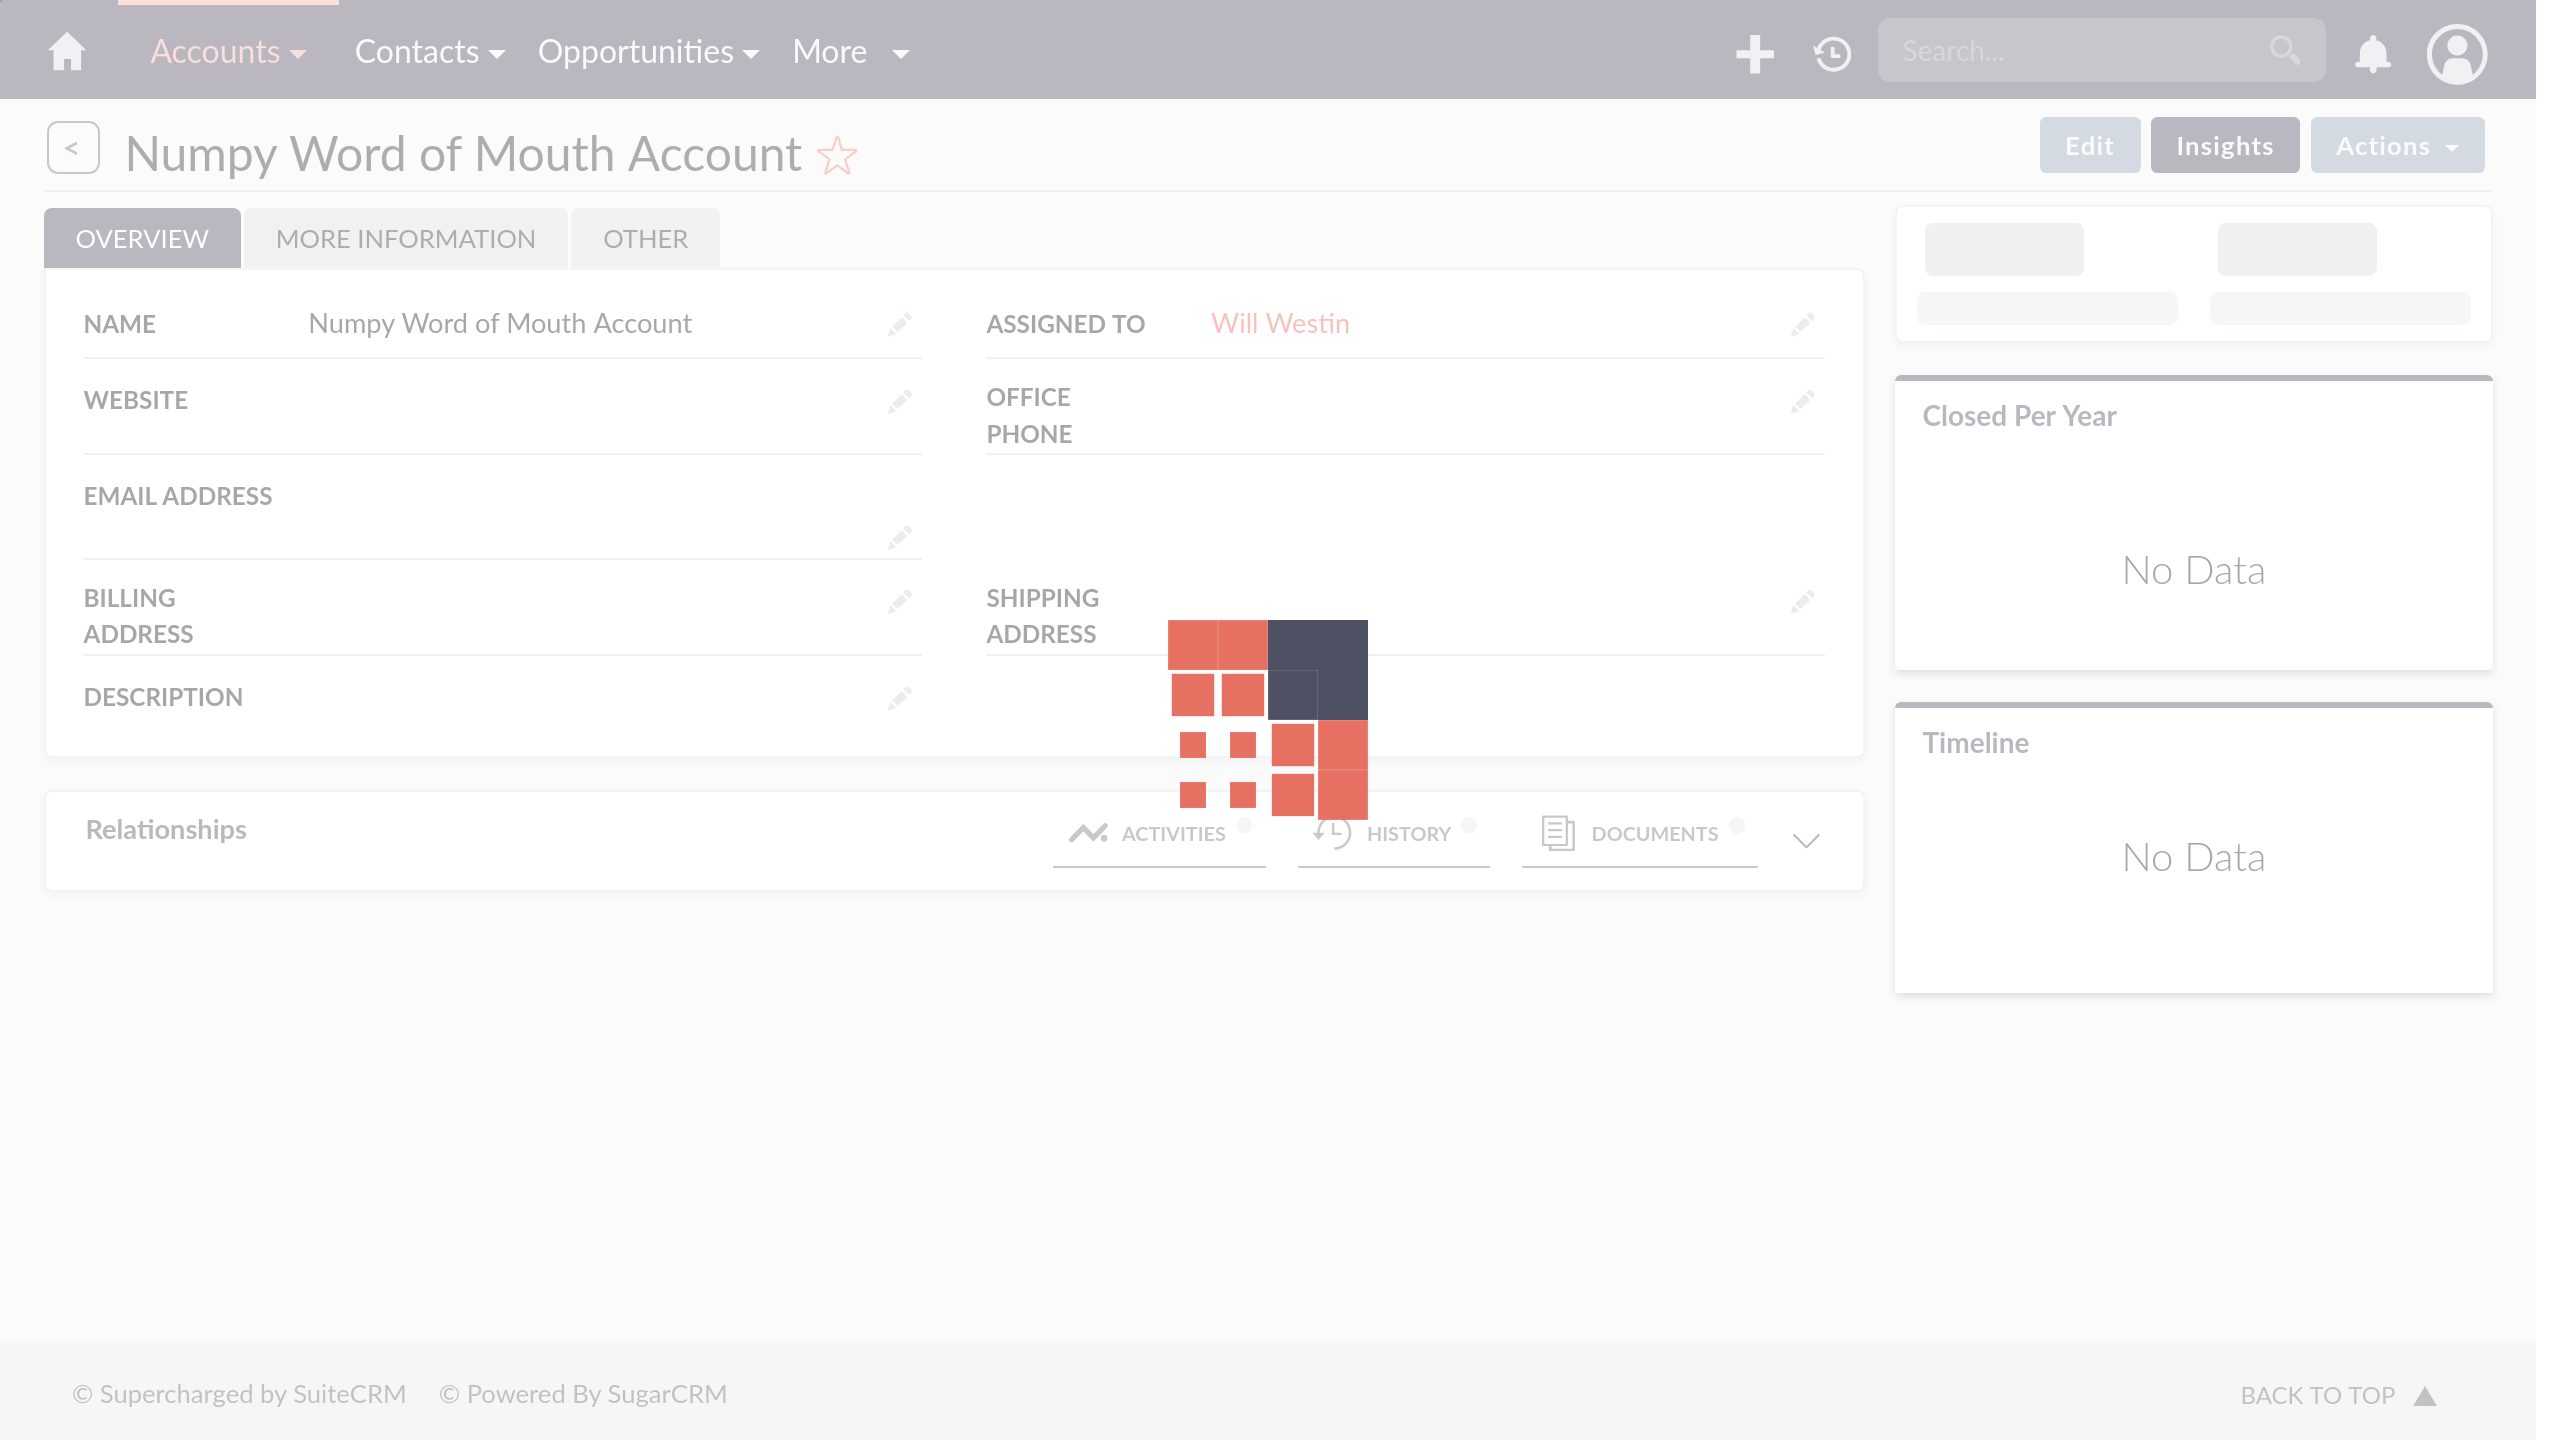 Accounts Contacts Opportunities More Search...
< Numpy Word of Mouth Account Edit Insights Actions
OVERVIEW MORE INFORMATION OTHER
NAME Numpy Word of Mouth Account ASSIGNED TO Will Westin
WEBSITE OFFICE
PHONE
EMAIL ADDRESS
BILLING
ADDRESS
SHIPPING
ADDRESS
DESCRIPTION
Relationships ACTIVITIES HISTORY DOCUMENTS
Closed Per Year
No Data
Timeline
No Data
© Supercharged by SuiteCRM © Powered By SugarCRM BACK TO TOP